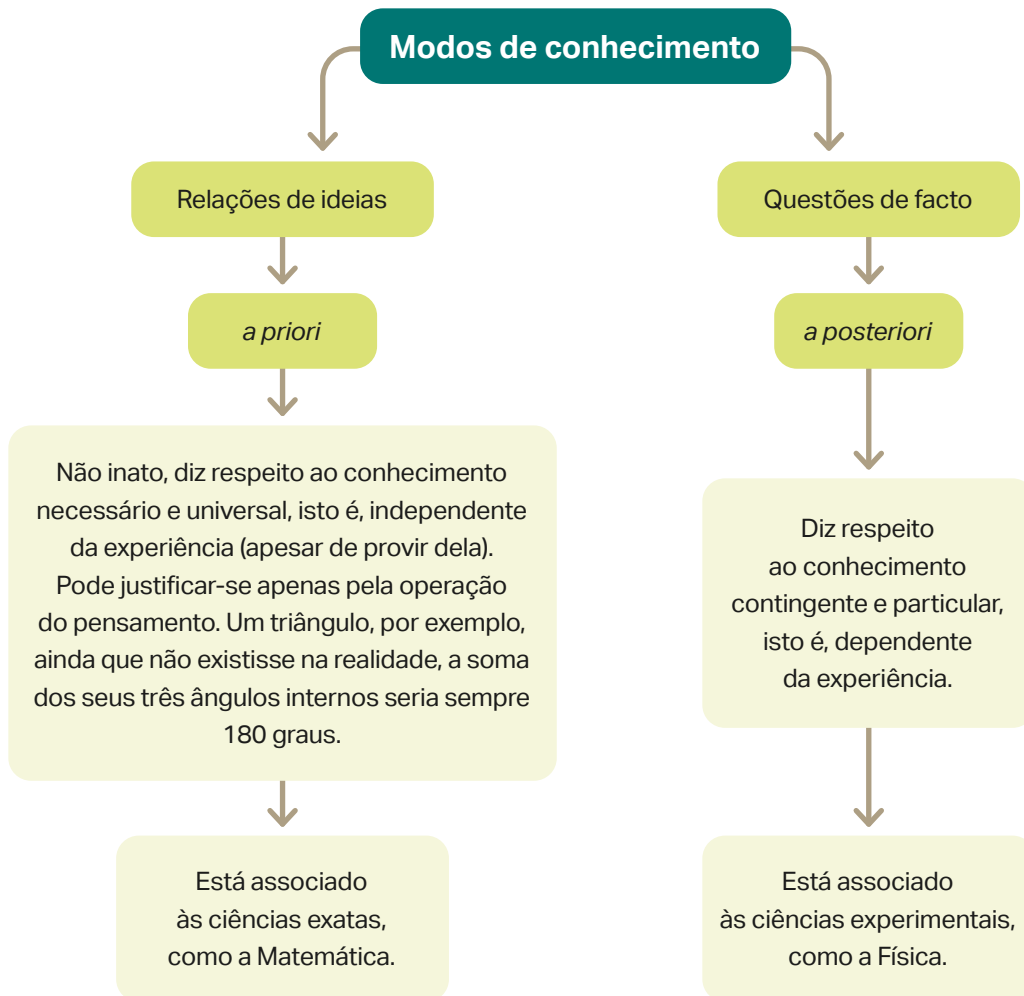 Modos de conhecimento
Relações de ideias
a priori
Não inato, diz respeito ao conhecimento
necessário e universal, isto é, independente
da experiência (apesar de provir dela).
Pode justificar-se apenas pela operação
do pensamento. Um triângulo, por exemplo,
ainda que não existisse na realidade, a soma
dos seus três ângulos internos seria sempre
180 graus.
Está associado
às ciências exatas,
como a Matemática.
Questões de facto
a posteriori
Diz respeito
ao conhecimento
contingente e particular,
isto é, dependente
da experiência.
Está associado
às ciências experimentais,
como a Física.